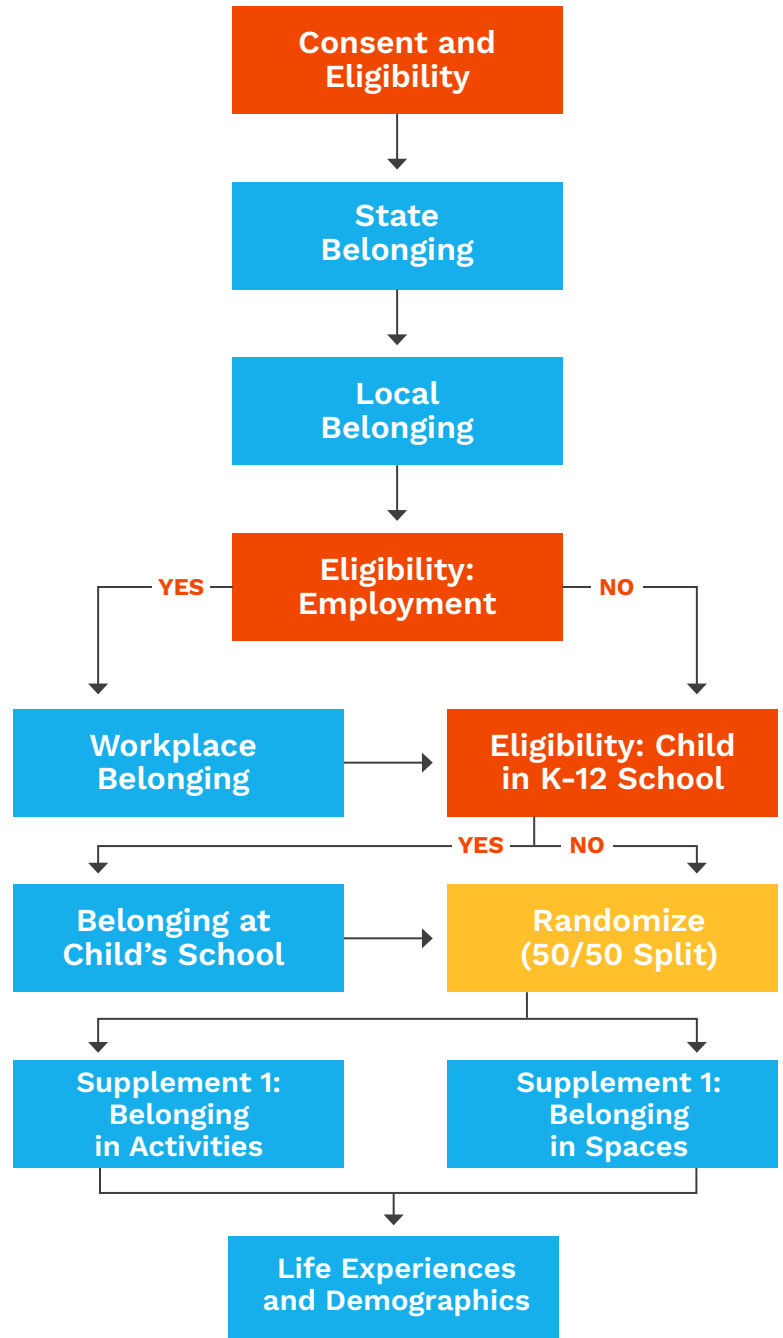 Consent and
Eligibility
State
Belonging
Local
Belonging
Eligibility:
Employment
YES
NO
Workplace
Belonging
Eligibility: Child
in K-12 School
YES
NO
Belonging at
Child’s School
Randomize
(50/50 Split)
Supplement 1:
Belonging
in Activities
Supplement 1:
Belonging
in Spaces
Life Experiences
and Demographics